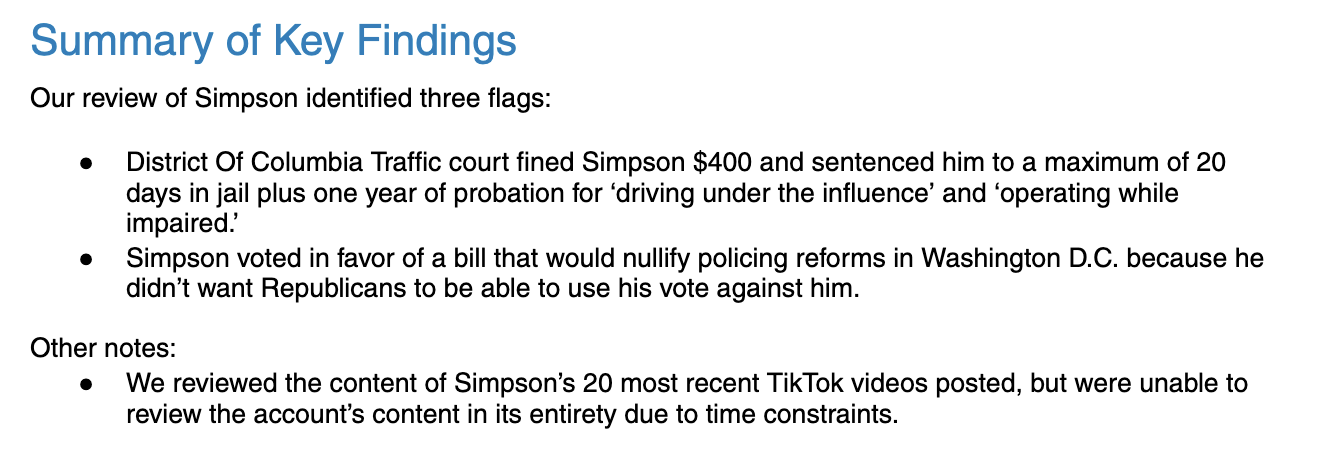 Summary of Key Findings
Our review of Simpson identified three flags:
● District Of Columbia Traffic court fined Simpson $400 and sentenced him to a maximum of 20
days in jail plus one year of probation for ‘driving under the influence’ and ‘operating while
impaired.’
● Simpson voted in favor of a bill that would nullify policing reforms in Washington D.C. because he
didn’t want Republicans to be able to use his vote against him.
Other notes:
● We reviewed the content of Simpson’s 20 most recent TikTok videos posted, but were unable to
review the account’s content in its entirety due to time constraints.